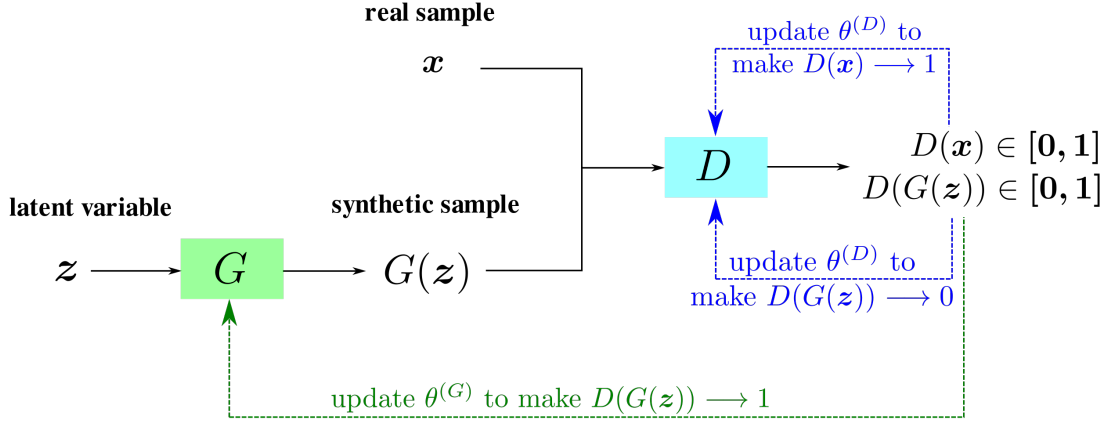 real sample
x
update θ^(D) to
make D(x) ⟶ 1
D(x) ∈ [0, 1]
D
D(G(z)) ∈ [0, 1]
latent variable
synthetic sample
z
G
G(z)
update θ^(D) to
make D(G(z)) ⟶ 0
update θ^(G) to make D(G(z)) ⟶ 1